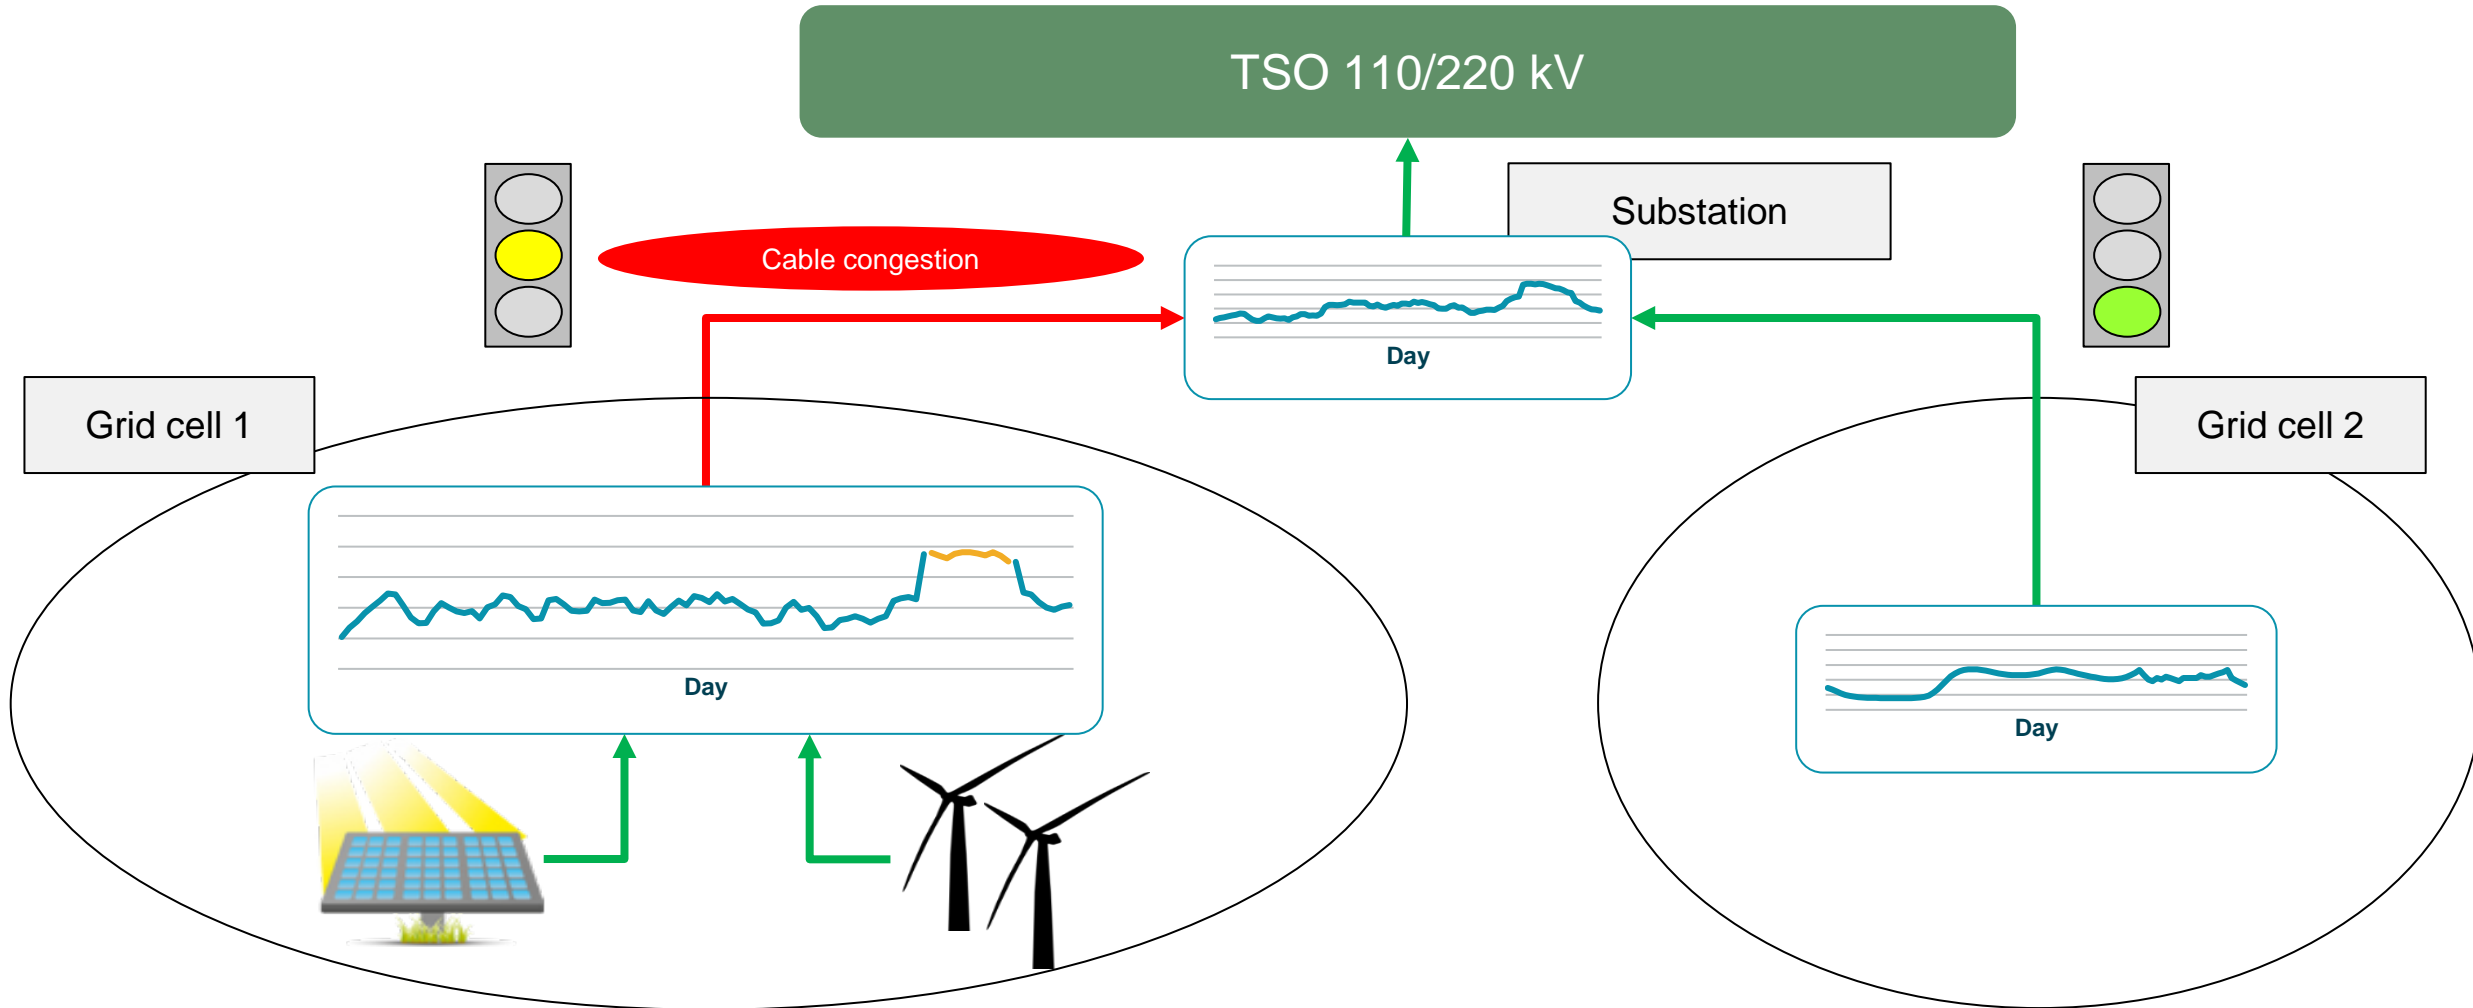 TSO 110/220 kV
Substation
Cable congestion
Day
Grid cell 1
Grid cell 2
Day
Day